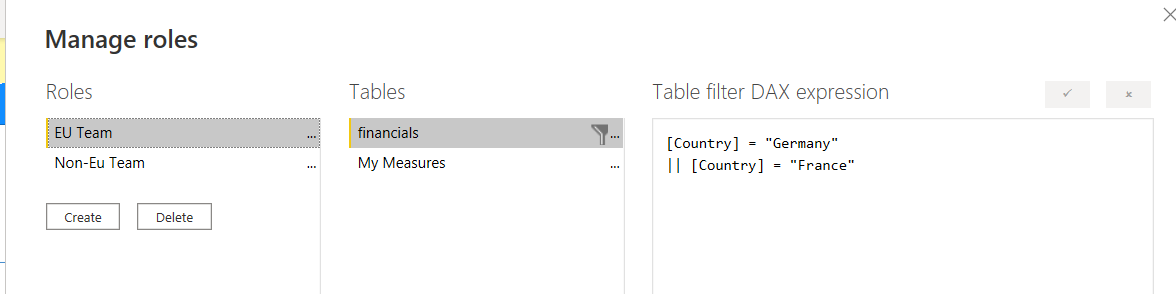 Manage roles
Roles
Tables
Table filter DAX expression
EU Team
...
financials
...
[Country] = "Germany"
|| [Country] = "France"
Non-Eu Team
...
My Measures
...
Create
Delete